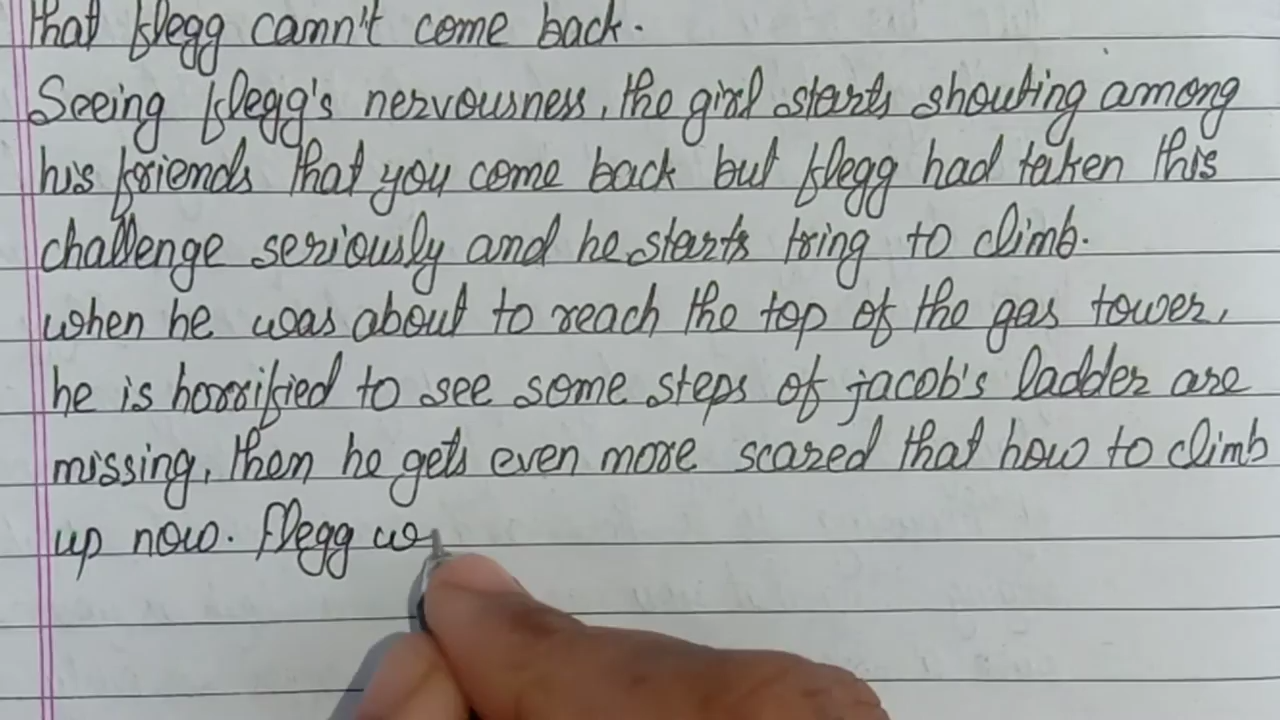 that flegg camn't come back.
Seeing flegg's nervousness, the girl starts shouting among
his friends that you come back but flegg had taken this
challenge seriously and he starts tring to climb.
when he was about to reach the top of the gas tower,
he is horrified to see some steps of jacob's ladder are
missing, then he gets even more scared that how to climb
up now. Flegg